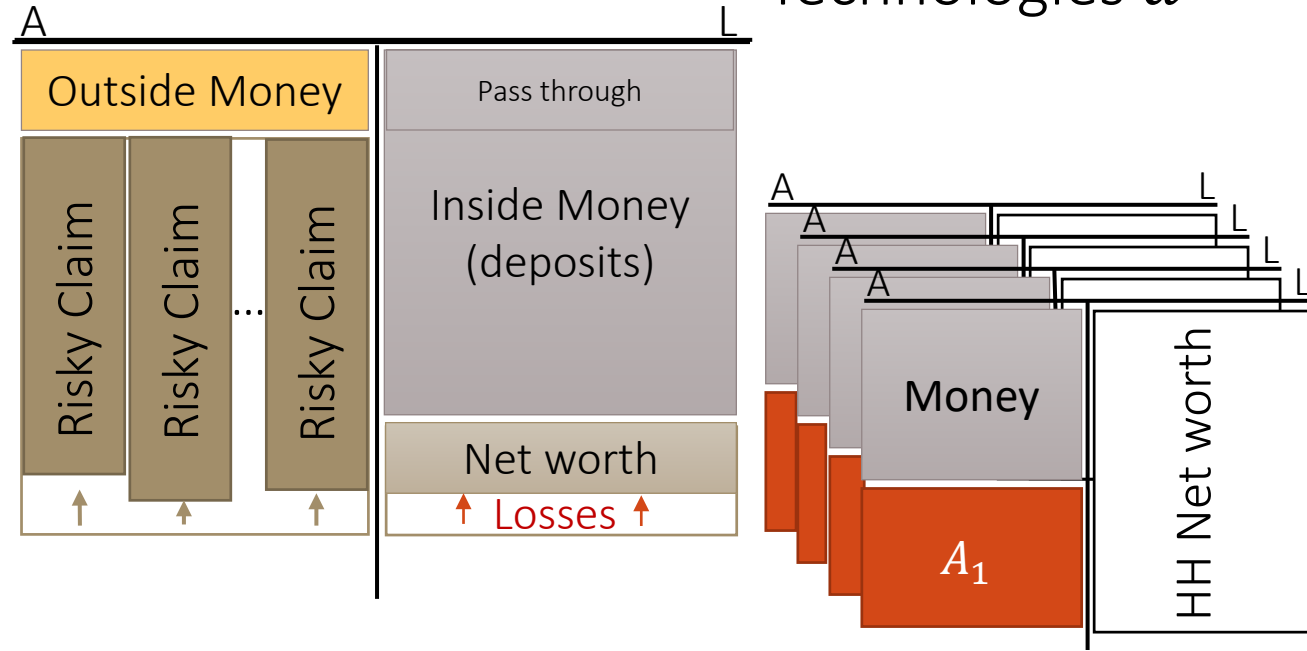 Technologies 𝑎
A
L
Outside Money
Pass through
Inside Money
(deposits)
Risky Claim
Risky Claim
...
Risky Claim
Net worth
Losses
A
L
A
L
A
L
A
L
Money
HH Net worth
𝐴₁